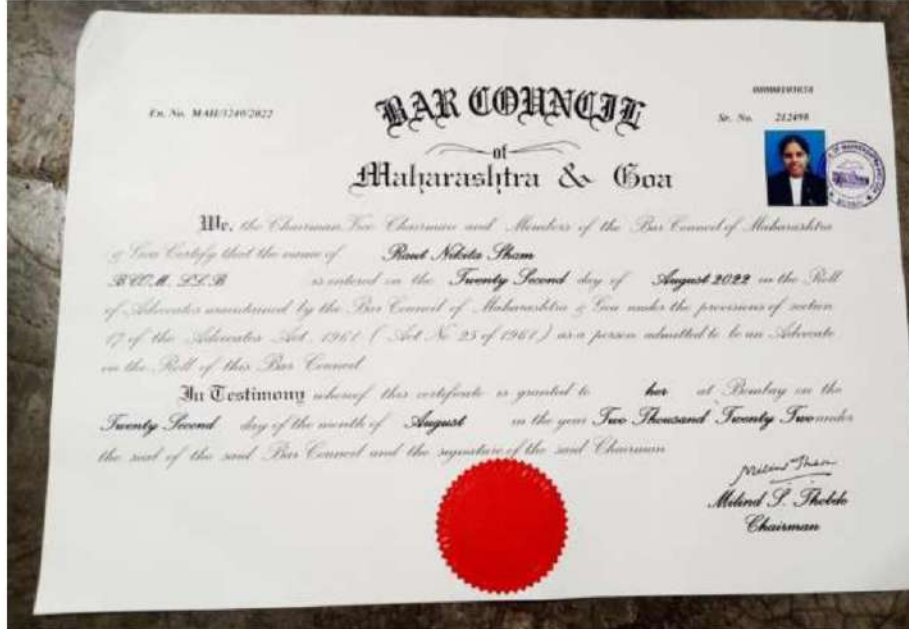 En. No. MAH/3240/2022
BAR COUNCIL
of
Maharashtra & Goa
00000103038
Sr. No. 212498
We, the Chairman, Vice Chairman and Members of the Bar Council of Maharashtra
& Goa Certify that the name of Raut Nikita Sham
B COM. LL B is entered on the Twenty Second day of August 2022 in the Roll
of Advocates maintained by the Bar Council of Maharashtra & Goa under the provisions of section
17 of the Advocates Act 1961 ( Act No 25 of 1961 ) as a person admitted to be an Advocate
on the Roll of this Bar Council
In Testimony whereof this certificate is granted to her at Bombay on the
Twenty Second day of the month of August in the year Two Thousand Twenty Two under
the seal of the said Bar Council and the signature of the said Chairman
Milind S. Thobde
Chairman